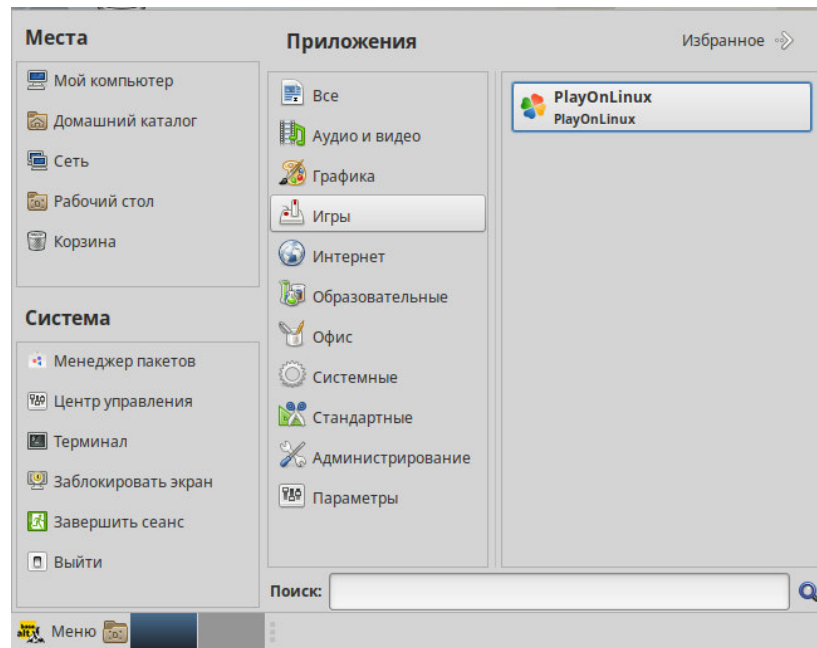 Места
Мой компьютер
Домашний каталог
Сеть
Рабочий стол
Корзина
Система
Менеджер пакетов
Центр управления
Терминал
Заблокировать экран
Завершить сеанс
Выйти
Приложения
Избранное
Все
Аудио и видео
Графика
Игры
Интернет
Образовательные
Офис
Системные
Стандартные
Администрирование
Параметры
PlayOnLinux
PlayOnLinux
Поиск:
base
alt
Меню